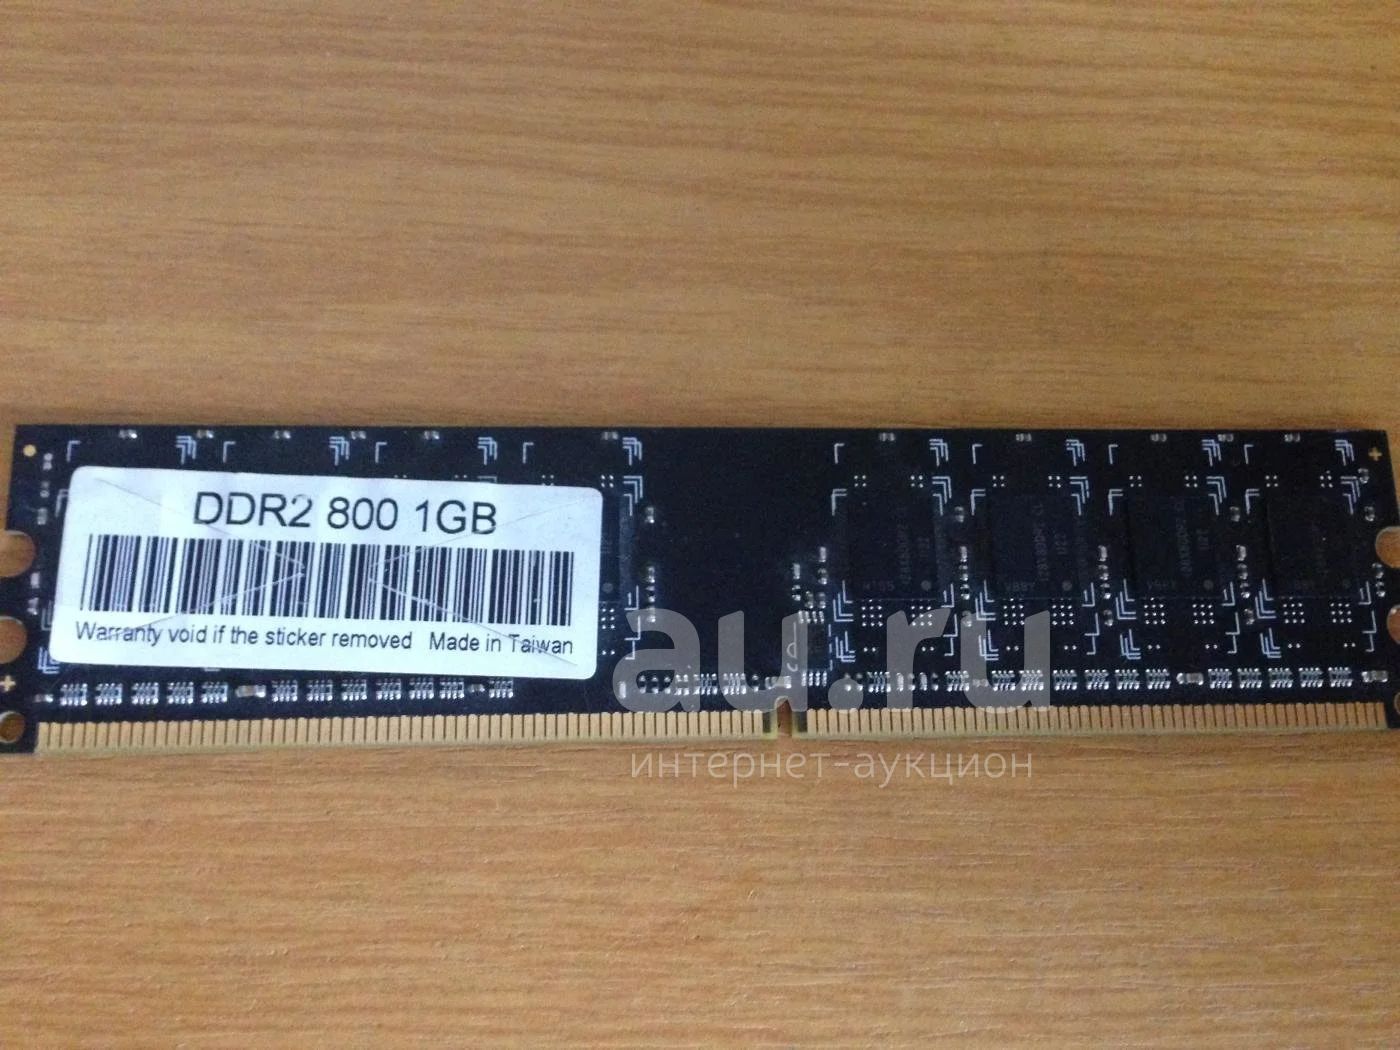 DDR2 800 1GB
Warranty void if the sticker removed Made in Taiwan
au.ru
интернет-аукцион